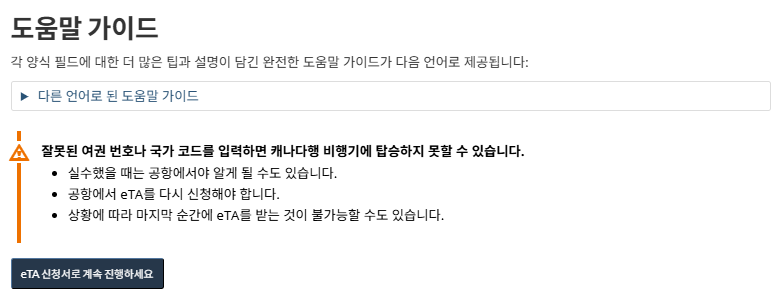 도움말 가이드
각 양식 필드에 대한 더 많은 팁과 설명이 담긴 완전한 도움말 가이드가 다음 언어로 제공됩니다:
▶ 다른 언어로 된 도움말 가이드
잘못된 여권 번호나 국가 코드를 입력하면 캐나다행 비행기에 탑승하지 못할 수 있습니다.
• 실수했을 때는 공항에서야 알게 될 수도 있습니다.
• 공항에서 eTA를 다시 신청해야 합니다.
• 상황에 따라 마지막 순간에 eTA를 받는 것이 불가능할 수도 있습니다.
eTA 신청서로 계속 진행하세요